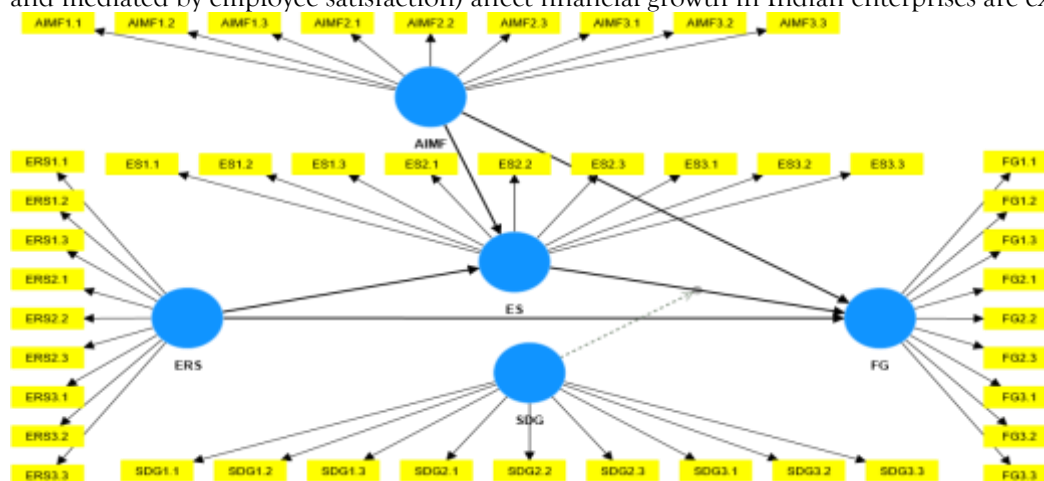 and mediated by employee satisfaction) affect financial growth in Indian enterprises are ex
AIMF1.1 AIMF1.2 AIMF1.3 AIMF2.1 AIMF2.2 AIMF2.3 AIMF3.1 AIMF3.2 AIMF3.3
AIMF
ERS1.1 ES1.1 ES1.2 ES1.3 ES2.1 ES2.2 ES2.3 ES3.1 ES3.2 ES3.3 FG1.1
ERS1.2 FG1.2
ERS1.3 FG1.3
ERS2.1 FG2.1
ES
ERS2.2 FG2.2
ERS2.3 FG2.3
ERS FG
ERS3.1 FG3.1
SDG
ERS3.2 FG3.2
ERS3.3 SDG1.1 SDG1.2 SDG1.3 SDG2.1 SDG2.2 SDG2.3 SDG3.1 SDG3.2 SDG3.3 FG3.3